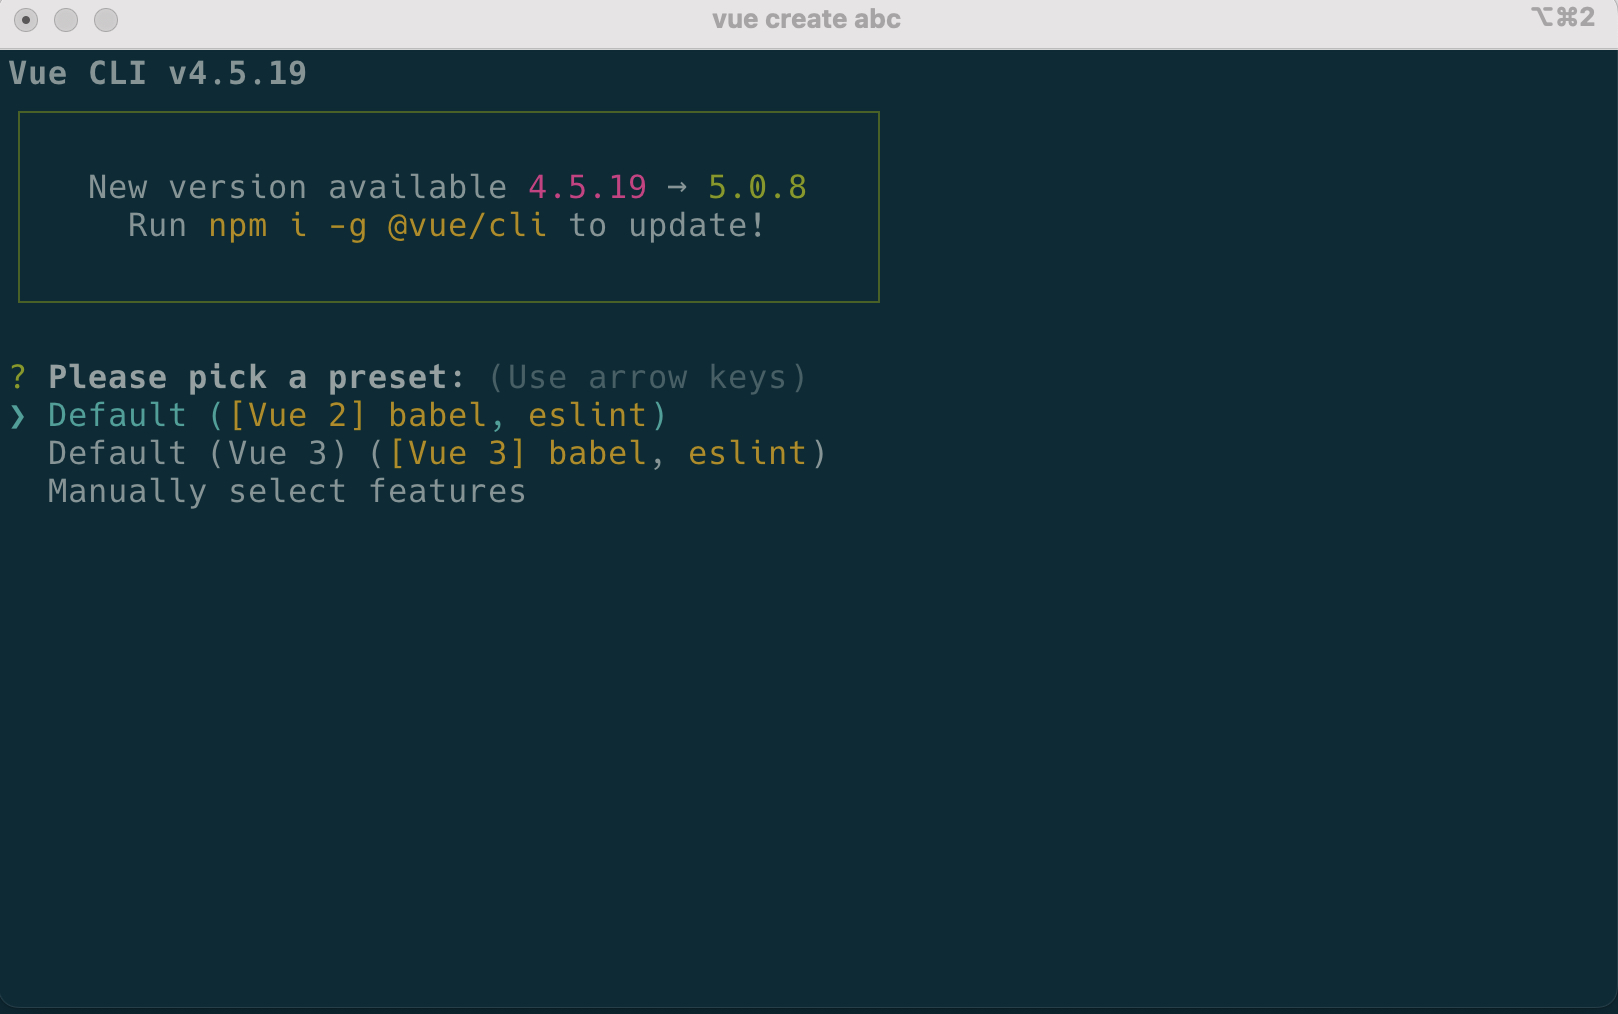 vue create abc
⌥⌘2
Vue CLI v4.5.19
New version available 4.5.19 → 5.0.8
Run npm i -g @vue/cli to update!
? Please pick a preset: (Use arrow keys)
❯ Default ([Vue 2] babel, eslint)
Default (Vue 3) ([Vue 3] babel, eslint)
Manually select features